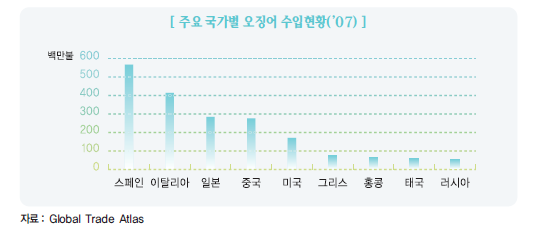 [ 주요 국가별 오징어 수입현황('07) ]
백만불
600
500
400
300
200
100
0
스페인 이탈리아 일본 중국 미국 그리스 홍콩 태국 러시아
자료 : Global Trade Atlas